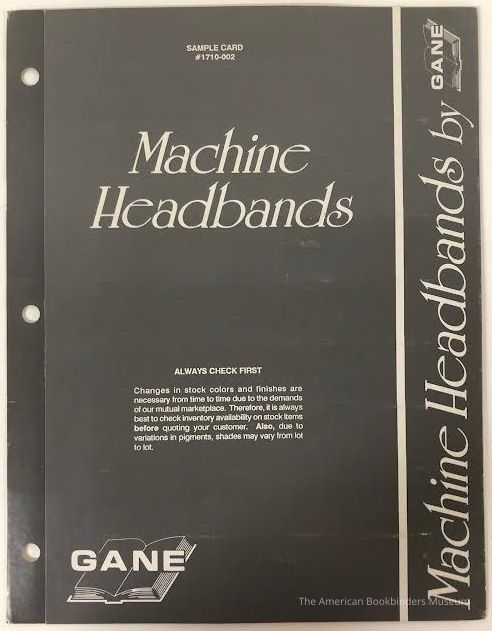 SAMPLE CARD
#1710-002
Machine
Headbands
ALWAYS CHECK FIRST
Changes in stock colors and finishes are
necessary from time to time due to the demands
of our mutual marketplace. Therefore, it is always
best to check inventory availability on stock items
before quoting your customer. Also, due to
variations in pigments, shades may vary from lot
to lot.
GANE
Machine Headbands by GANE
The American Bookbinders Museum